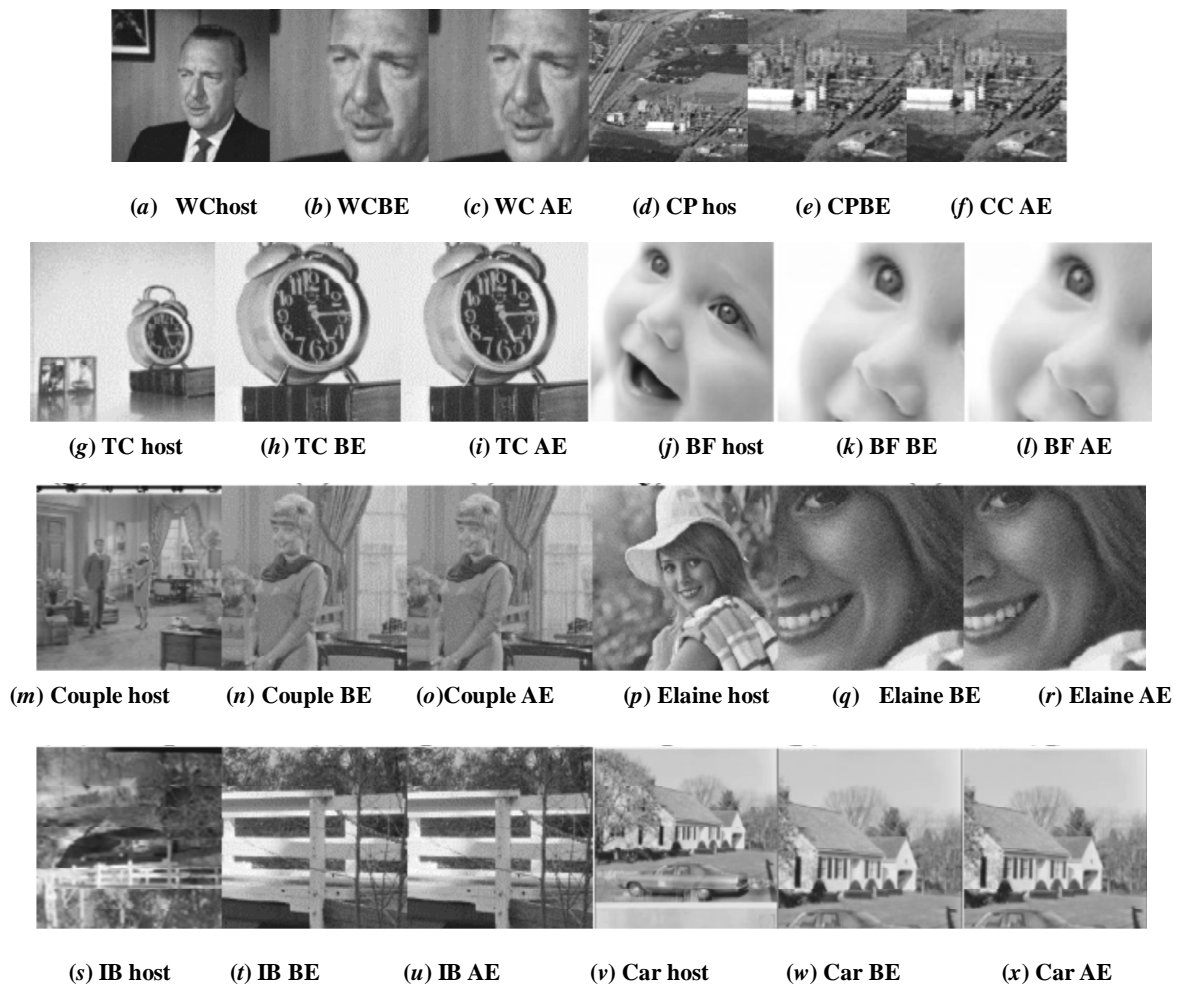 (a) WChost (b) WCBE (c) WC AE (d) CP hos (e) CPBE (f) CC AE
(g) TC host (h) TC BE (i) TC AE (j) BF host (k) BF BE (l) BF AE
(m) Couple host (n) Couple BE (o)Couple AE (p) Elaine host (q) Elaine BE (r) Elaine AE
(s) IB host (t) IB BE (u) IB AE (v) Car host (w) Car BE (x) Car AE